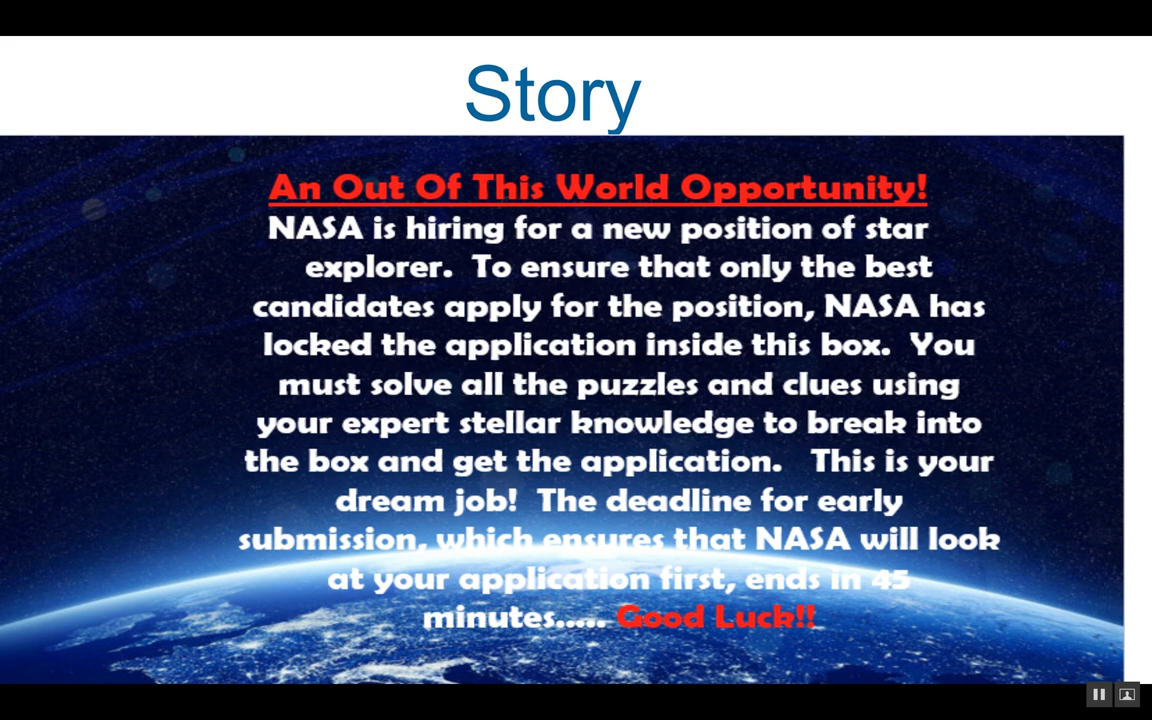 Story
An Out Of This World Opportunity!
NASA is hiring for a new position of star
explorer.  To ensure that only the best
candidates apply for the position, NASA has
locked the application inside this box.  You
must solve all the puzzles and clues using
your expert stellar knowledge to break into
the box and get the application.   This is your
dream job!  The deadline for early
submission, which ensures that NASA will look
at your application first, ends in 45
minutes..... Good Luck!!